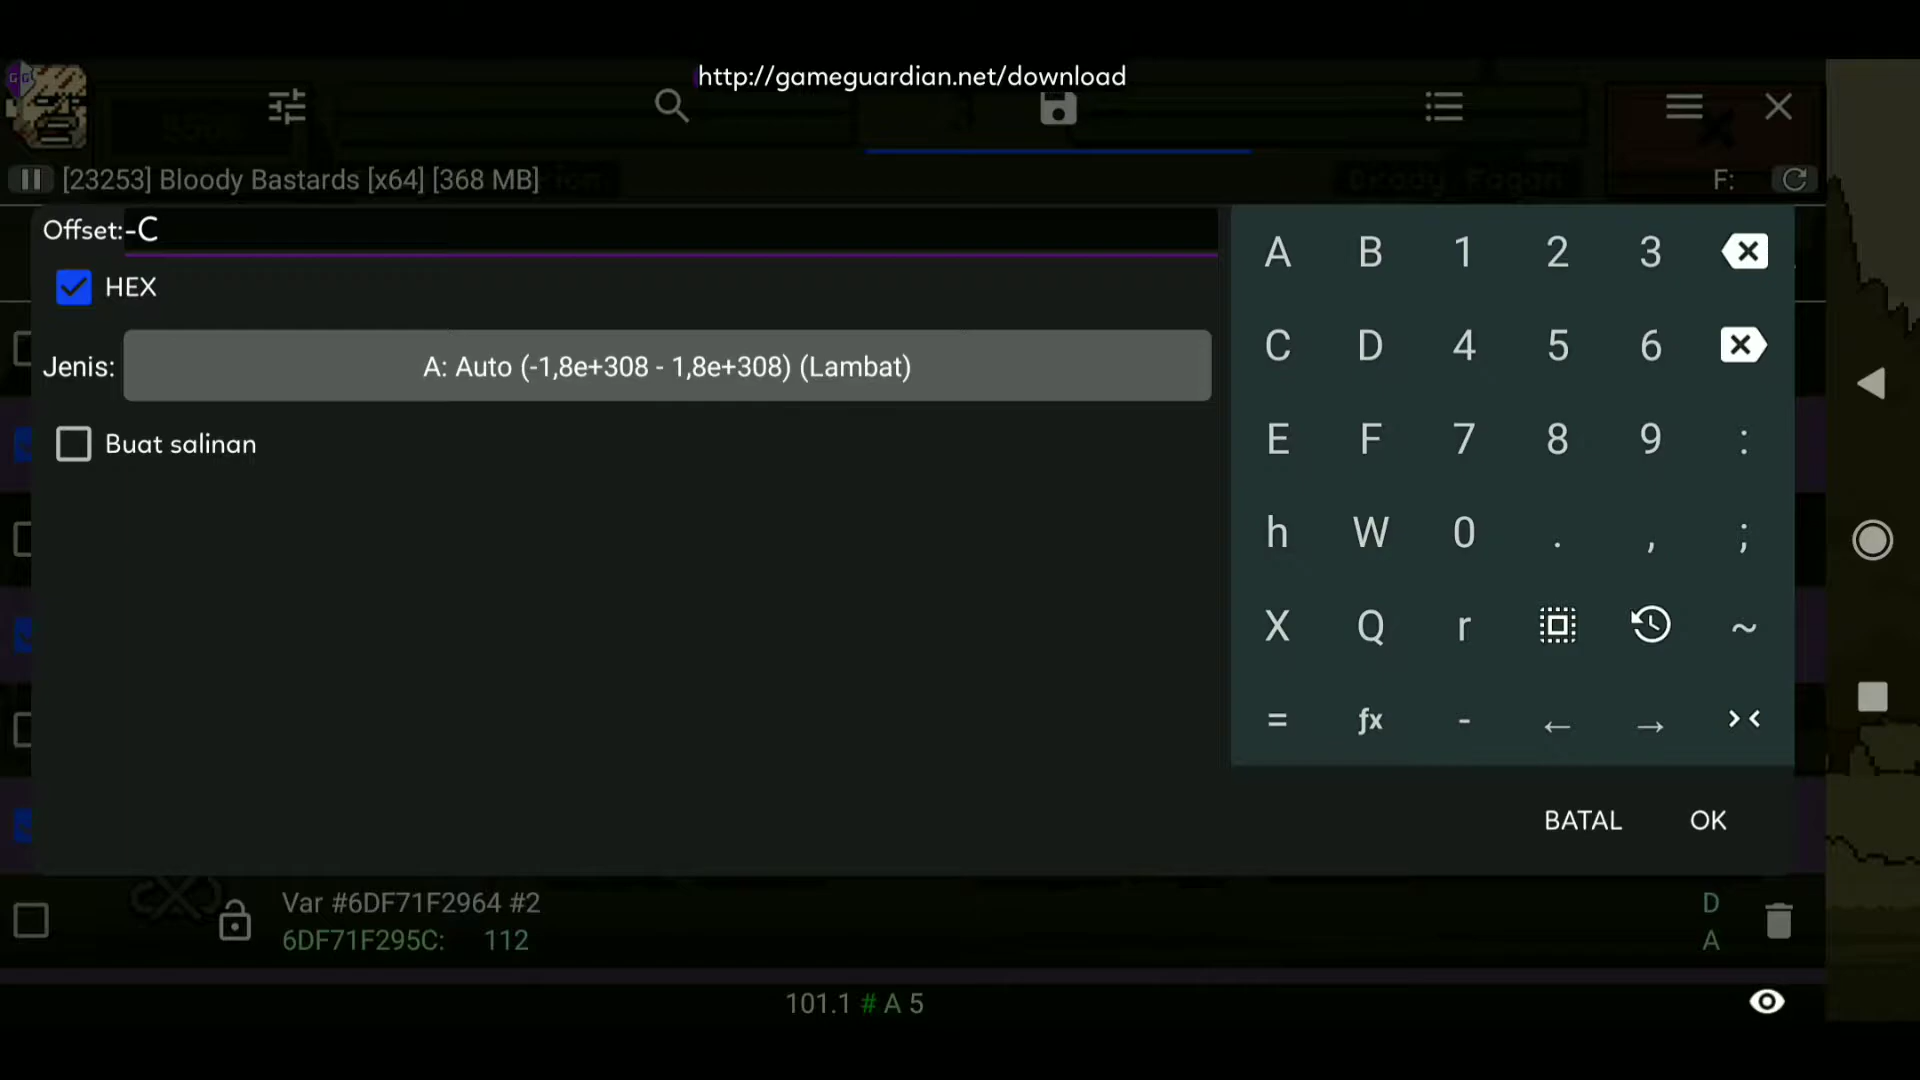 http://gameguardian.net/download
[23253] Bloody Bastards [x64] [368 MB]
F:
Offset:-C
HEX
Jenis: A: Auto (-1,8e+308 - 1,8e+308) (Lambat)
Buat salinan
A B 1 2 3
C D 4 5 6
E F 7 8 9 :
h W 0 . , ;
X Q r ~
= ƒx - ← → ><
BATAL OK
Var #6DF71F2964 #2 D
6DF71F295C: 112 A
101.1 # A 5